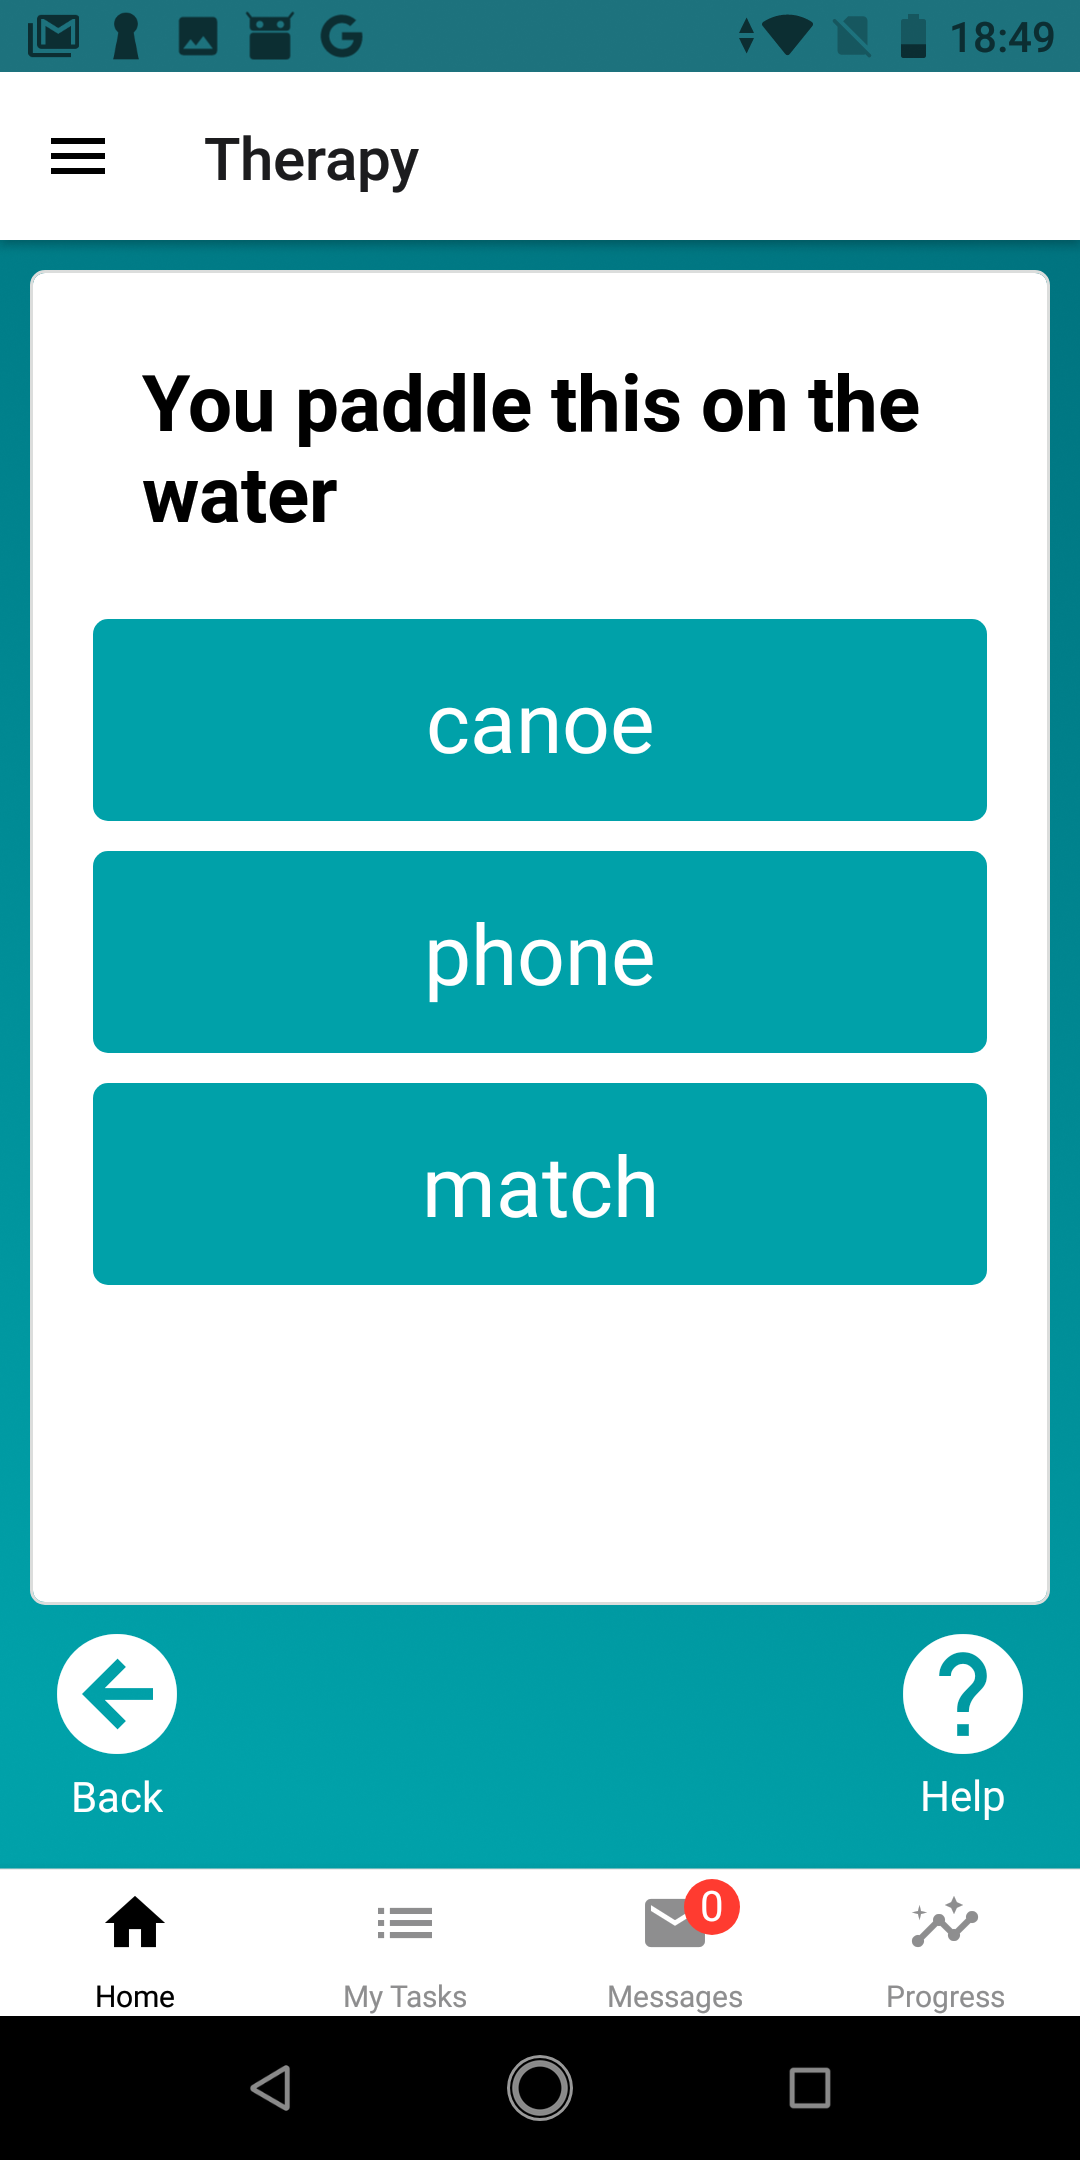 18:49
Therapy
You paddle this on the
water
canoe
phone
match
Back
Help
0
Home
My Tasks
Messages
Progress